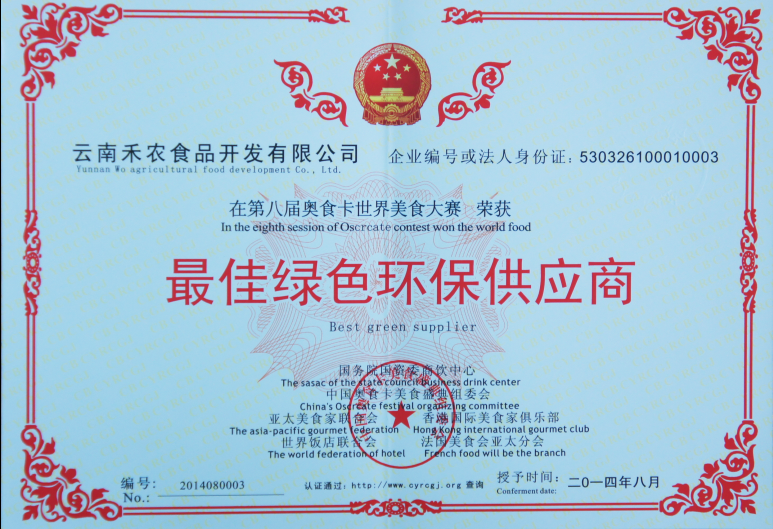 云南禾农食品开发有限公司 企业编号或法人身份证：530326100010003
Yunnan Wo agricultural food development Co., Ltd.
在第八届奥食卡世界美食大赛 荣获
In the eighth session of Oscrcate contest won the world food
最佳绿色环保供应商
Best green supplier
国务院国资委商饮中心
The sasac of the state council business drink center
中国奥食卡美食盛典组委会
China's Oscrcate festival organizing committee
亚太美食家联合会 香港国际美食家俱乐部
The asia-pacific gourmet federation Hong Kong international gourmet club
世界饭店联合会 法国美食会亚太分会
The world federation of hotel French food will be the branch
编号： 2014080003 认证通过：http://www.cyrcgj.org 查询 授予时间：二0一四年八月
No.: Conferment date: